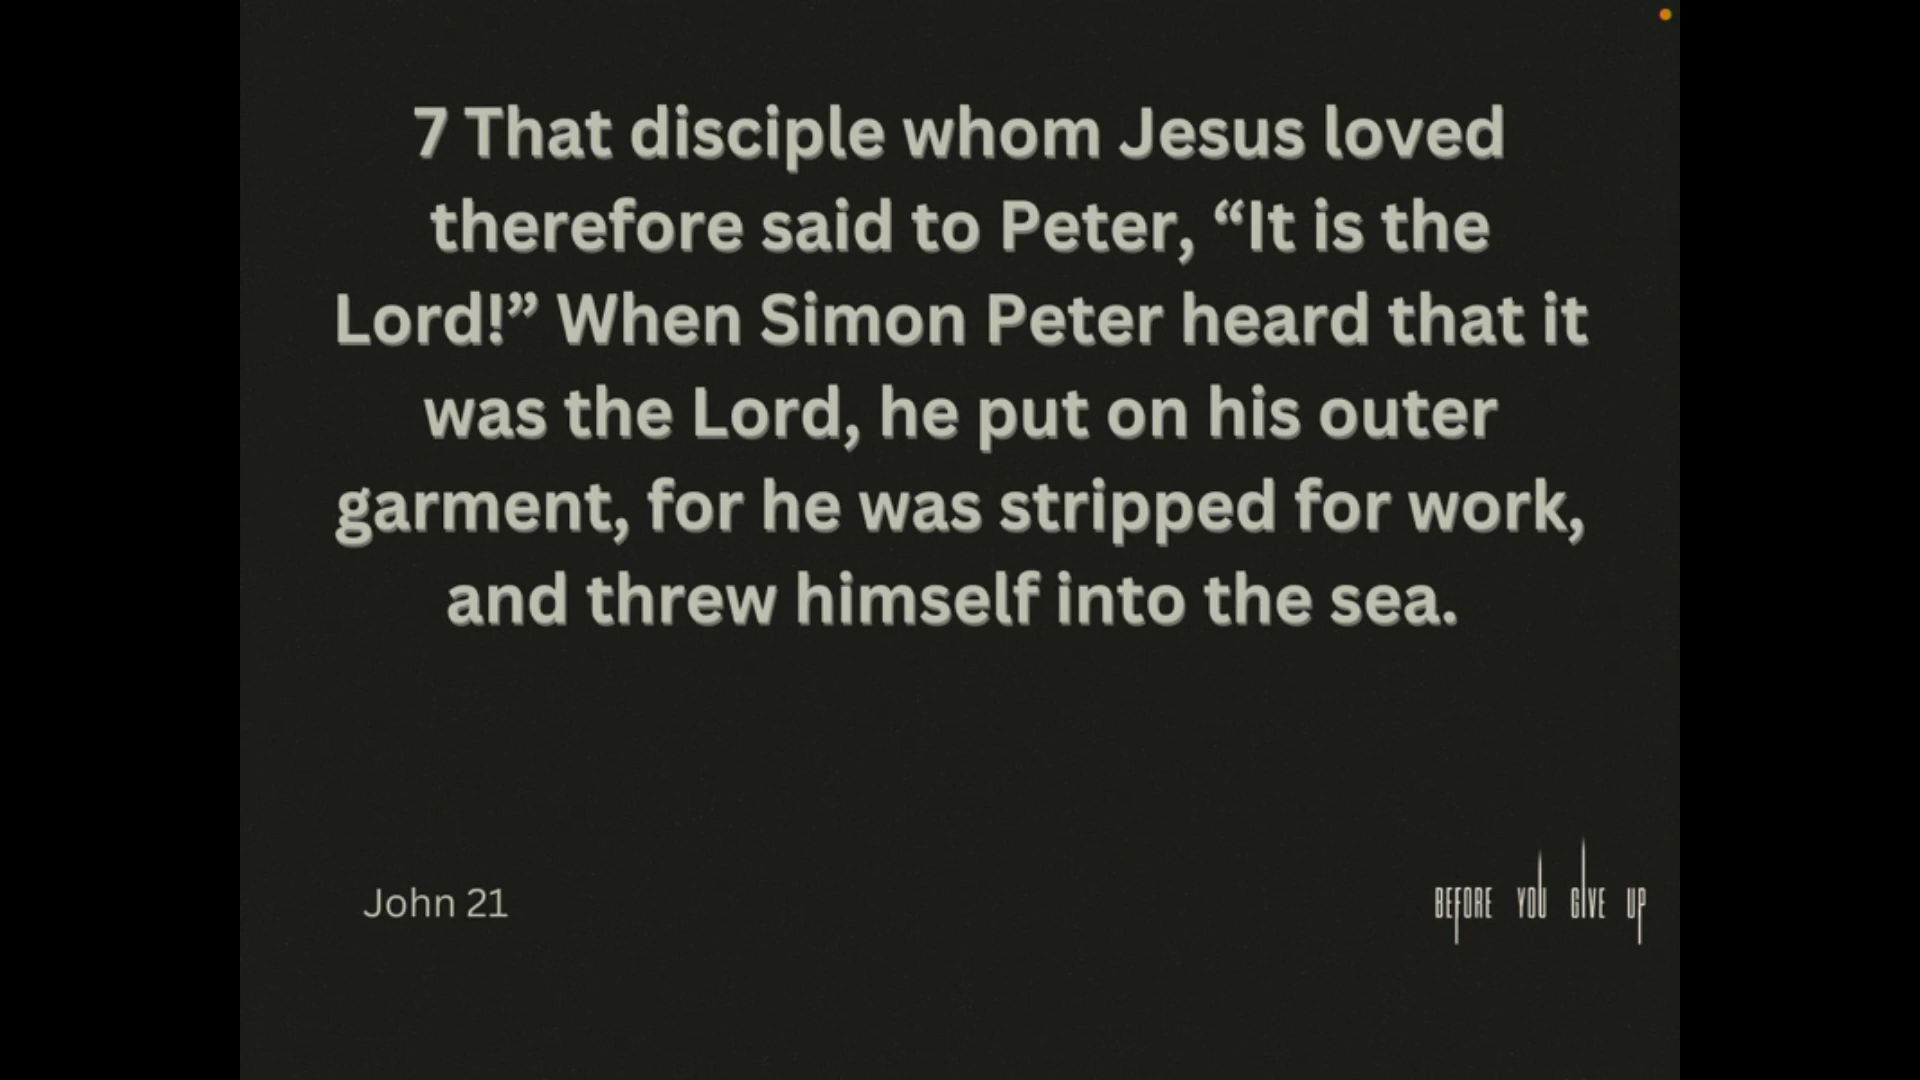 7 That disciple whom Jesus loved
therefore said to Peter, “It is the
Lord!” When Simon Peter heard that it
was the Lord, he put on his outer
garment, for he was stripped for work,
and threw himself into the sea.
John 21
BEFORE YOU GIVE UP